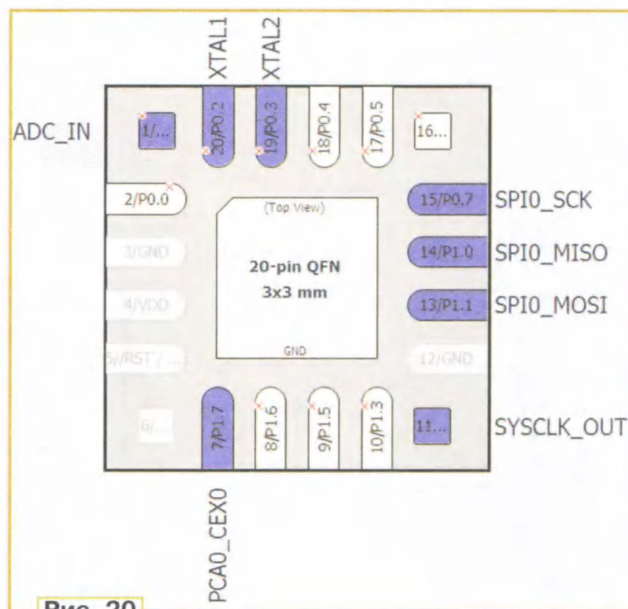 XTAL1
XTAL2
ADC_IN
1/...
20/P0.2
19/P0.3
18/P0.4
17/P0.5
16...
2/P0.0
3/GND
4/VDD
5//RST / ...
6/...
(Top View)
20-pin QFN
3x3 mm
GND
15/P0.7
SPI0_SCK
14/P1.0
SPI0_MISO
13/P1.1
SPI0_MOSI
12/GND
7/P1.7
8/P1.6
9/P1.5
10/P1.3
11...
SYSCLK_OUT
PCA0_CEX0
Рис. 20